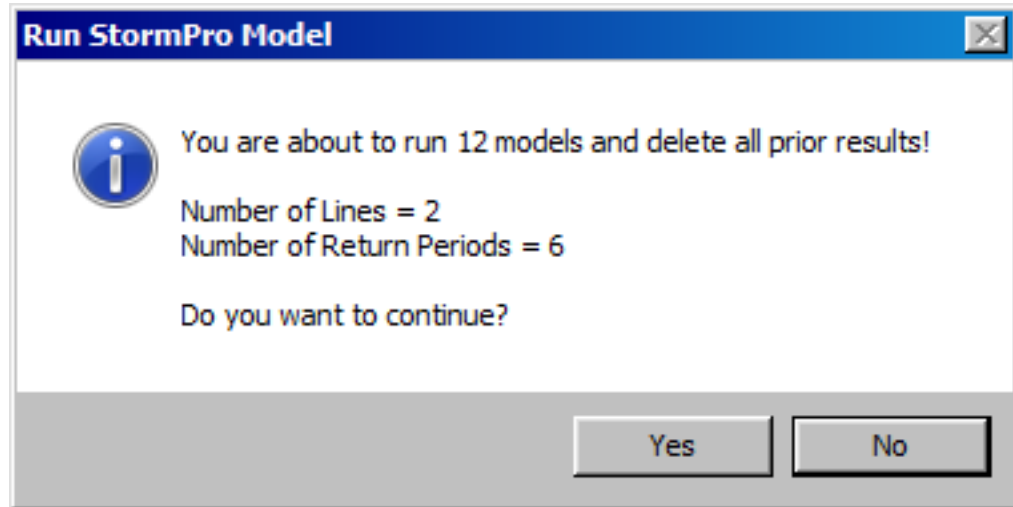 Run StormPro Model
You are about to run 12 models and delete all prior results!
Number of Lines = 2
Number of Return Periods = 6
Do you want to continue?
Yes
No